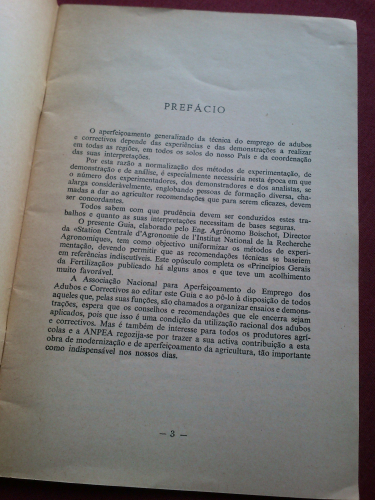 PREFÁCIO
O aperfeiçoamento generalizado da técnica do emprego de adubos
e correctivos depende das experiências e das demonstrações a realizar
em todas as regiões, em todos os solos do nosso País e da coordenação
das suas interpretações.
Por esta razão a normalização dos métodos de experimentação, de
demonstração e de análise, é especialmente necessária nesta época em que
o número dos experimentadores, dos demonstradores e dos analistas, se
alarga consideràvelmente, englobando pessoas de formação diversa, cha-
madas a dar ao agricultor recomendações que para serem eficazes, devem
ser concordantes.
Todos sabem com que prudência devem ser conduzidos estes tra-
balhos e quanto as suas interpretações necessitam de bases seguras.
O presente Guia, elaborado pelo Eng. Agrónomo Boischot, Director
da «Station Centrale d'Agronomie de l'Institut National de la Recherche
Agronomique», tem como objectivo uniformizar os métodos de experi-
mentação, devendo permitir que as recomendações técnicas se baseiem
em referências indiscutíveis. Este opúsculo completa os «Princípios Gerais
da Fertilização» publicado há alguns anos e que teve um acolhimento
muito favorável.
A Associação Nacional para Aperfeiçoamento do Emprego dos
Adubos e Correctivos ao editar este Guia e ao pô-lo à disposição de todos
aqueles que, pelas suas funções, são chamados a organizar ensaios e demons-
trações, espera que os conselhos e recomendações que ele encerra sejam
aplicados, pois que isso é uma condição da utilização racional dos adubos
e correctivos. Mas é também de interesse para todos os produtores agrí-
colas e a ANPEA regozija-se por trazer a sua activa contribuição a esta
obra de modernização e de aperfeiçoamento da agricultura, tão importante
como indispensável nos nossos dias.
— 3 —